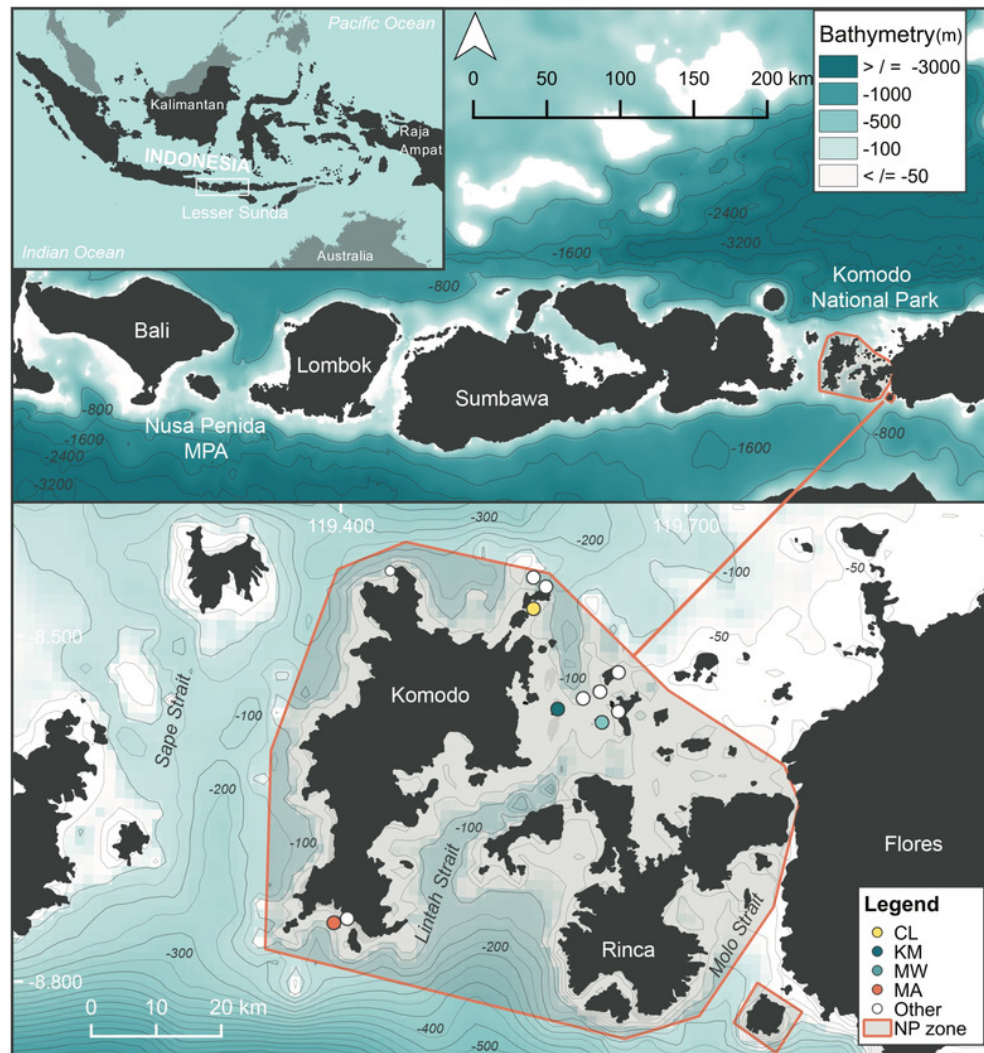 Pacific Ocean
Kalimantan
Raja
Ampat
INDONESIA
Lesser Sunda
Indian Ocean
Australia
0 50 100 150 200 km
Bathymetry(m)
> / = -3000
-1000
-500
-100
< / = -50
-2400
-3200
-1600
-800
Komodo
National Park
Bali
Lombok
Sumbawa
-800
-1600
-2400
-3200
Nusa Penida
MPA
-1600
-800
119.400
119.700
-300
-200
-100
-50
-50
-8.500
-100
Komodo
Sape Strait
-100
-200
-100
-100
Lintah Strait
Flores
Rinca
Molo Strait
-200
-300
-8.800
0 10 20 km
-400
-500
Legend
CL
KM
MW
MA
Other
NP zone